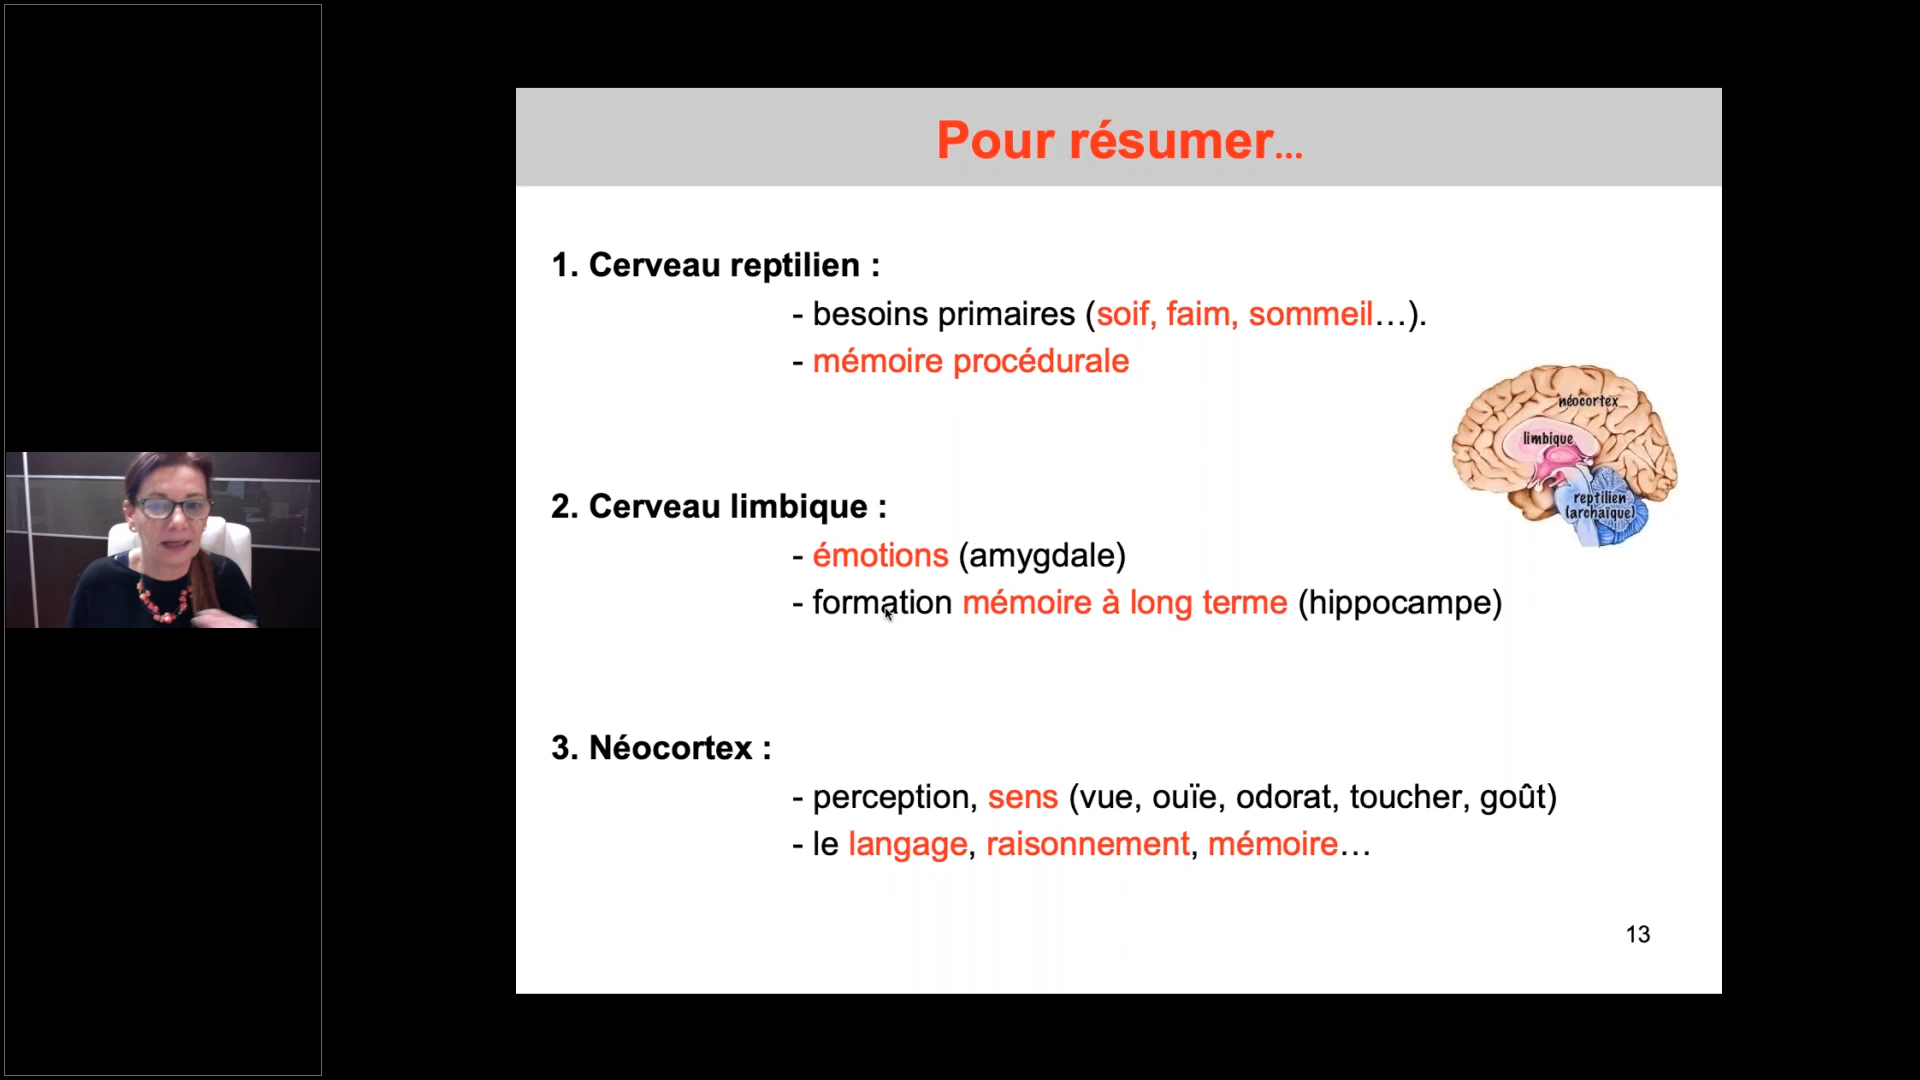 Pour résumer...
1. Cerveau reptilien :
- besoins primaires (soif, faim, sommeil…).
- mémoire procédurale
néocortex
limbique
reptilien
(archaïque)
2. Cerveau limbique :
- émotions (amygdale)
- formation mémoire à long terme (hippocampe)
3. Néocortex :
- perception, sens (vue, ouïe, odorat, toucher, goût)
- le langage, raisonnement, mémoire…
13